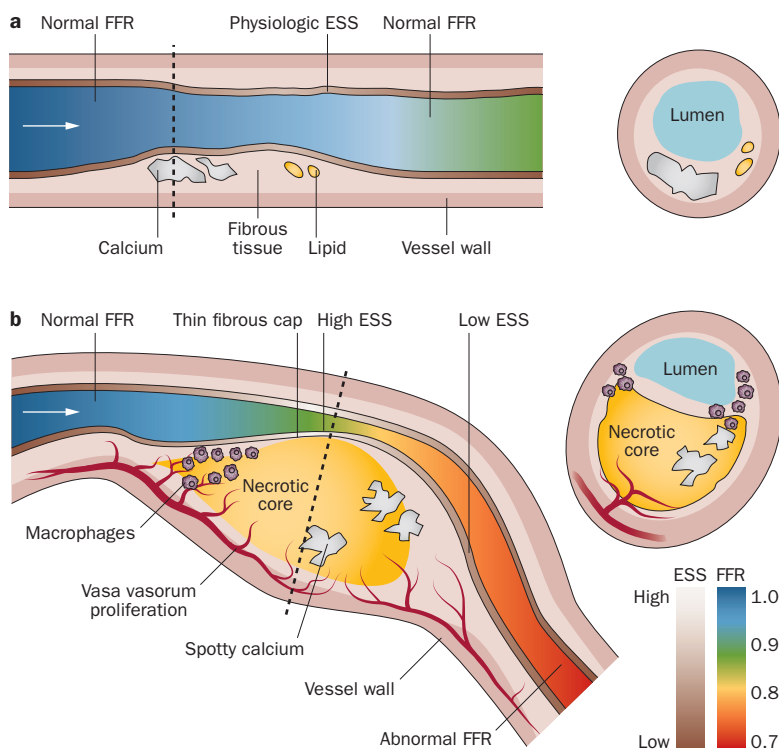 a
Normal FFR
Physiologic ESS
Normal FFR
Lumen
Calcium
Fibrous
tissue
Lipid
Vessel wall
b
Normal FFR
Thin fibrous cap
High ESS
Low ESS
Lumen
Necrotic
core
Necrotic
core
Macrophages
Vasa vasorum
proliferation
Spotty calcium
Vessel wall
Abnormal FFR
ESS FFR
High 1.0
0.9
0.8
Low 0.7